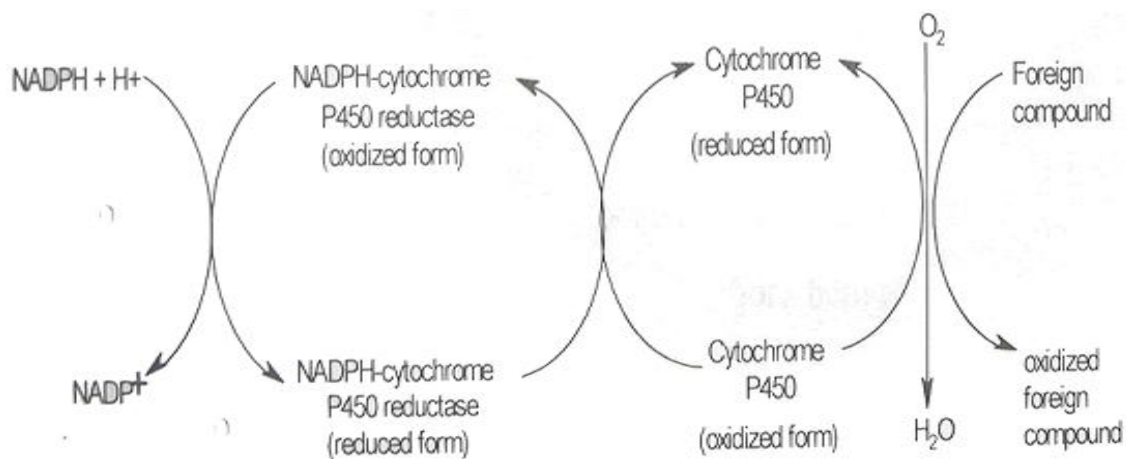 NADPH + H+
NADP+
NADPH-cytochrome
P450 reductase
(oxidized form)
NADPH-cytochrome
P450 reductase
(reduced form)
Cytochrome
P450
(reduced form)
Cytochrome
P450
(oxidized form)
O2
H2O
Foreign
compound
oxidized
foreign
compound